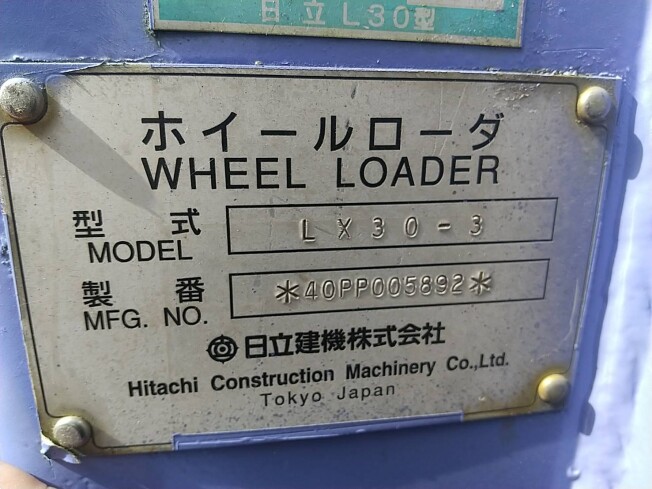 日立L30型
ホイールローダ
WHEEL LOADER
型式 LX30-3
MODEL
製番 *40PP005892*
MFG. NO.
日立建機株式会社
Hitachi Construction Machinery Co.,Ltd.
Tokyo Japan